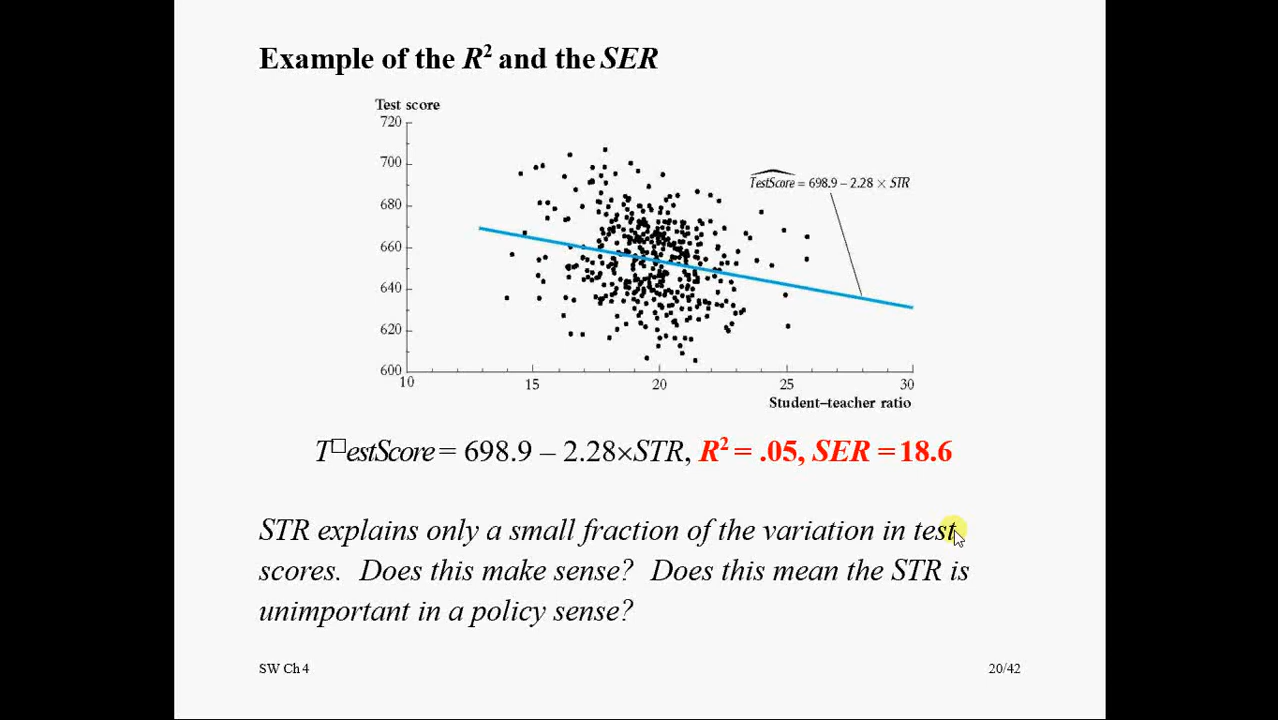 Example of the R² and the SER
Test score
720
700
680
660
640
620
600
TestScore = 698.9 – 2.28 × STR
10
15
20
25
30
Student–teacher ratio
T□estScore = 698.9 – 2.28×STR, R² = .05, SER = 18.6
STR explains only a small fraction of the variation in test
scores. Does this make sense? Does this mean the STR is
unimportant in a policy sense?
SW Ch 4
20/42